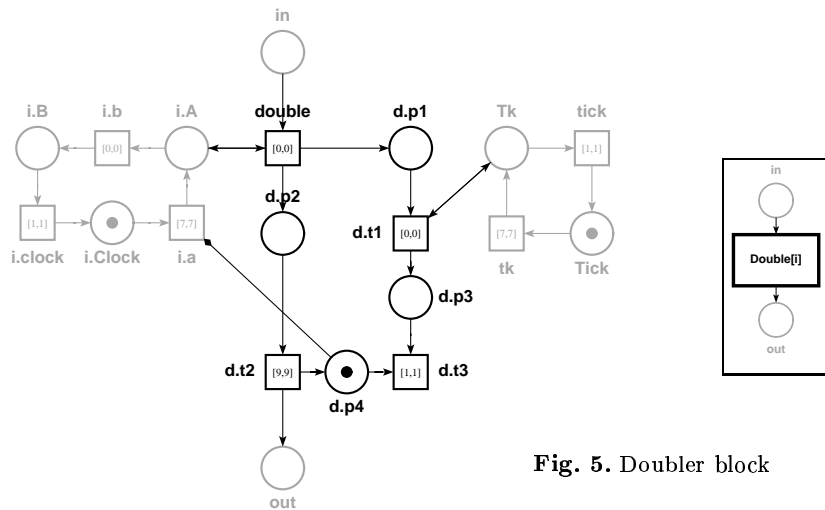 in
i.B
i.b
i.A
double
d.p1
Tk
tick
[0,0]
[0,0]
[1,1]
in
d.p2
[1,1]
[7,7]
d.t1
[0,0]
[7,7]
i.clock
i.Clock
i.a
tk
Tick
Double[i]
d.p3
out
d.t2
[9,9]
[1,1]
d.t3
d.p4
Fig. 5. Doubler block
out